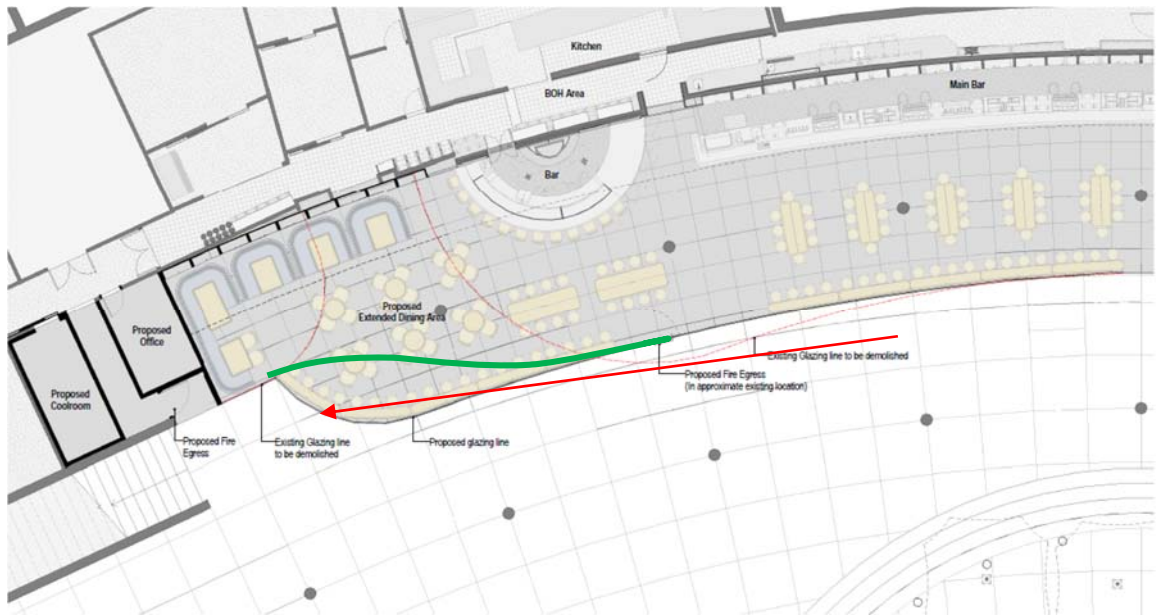 Kitchen
BOH Area
Main Bar
Bar
Proposed
Extended Dining Area
Proposed
Office
Proposed
Coolroom
Existing Glazing line to be demolished
Proposed Fire Egress
(In approximate existing location)
Proposed Fire
Egress
Existing Glazing line
to be demolished
Proposed glazing line